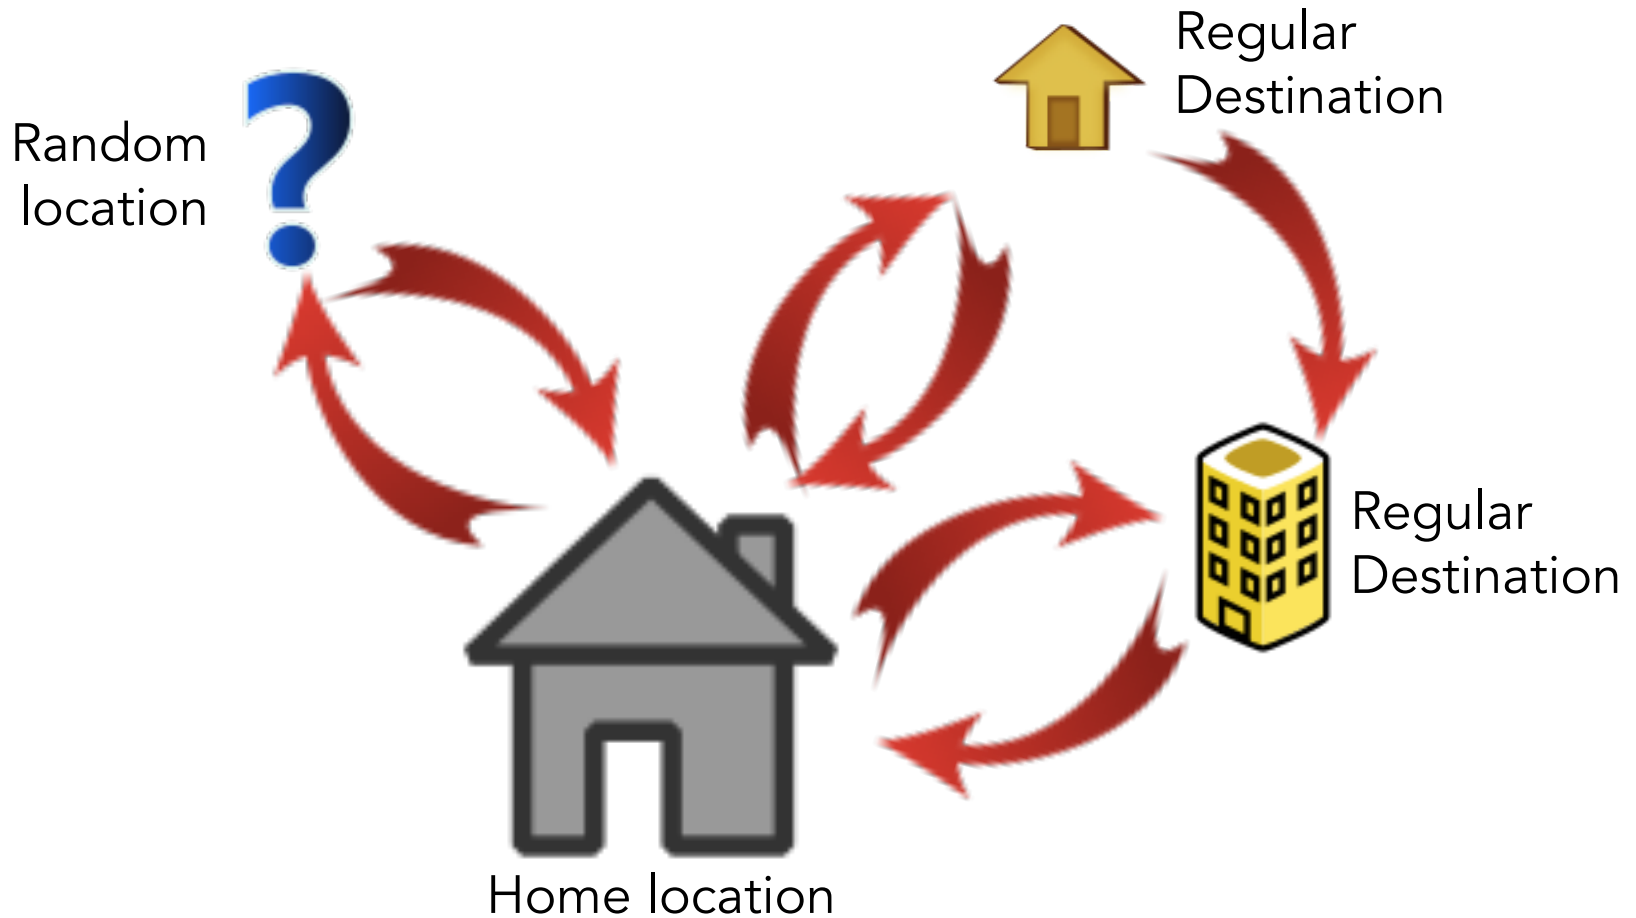 Regular
Destination
Random
location
Regular
Destination
Home location